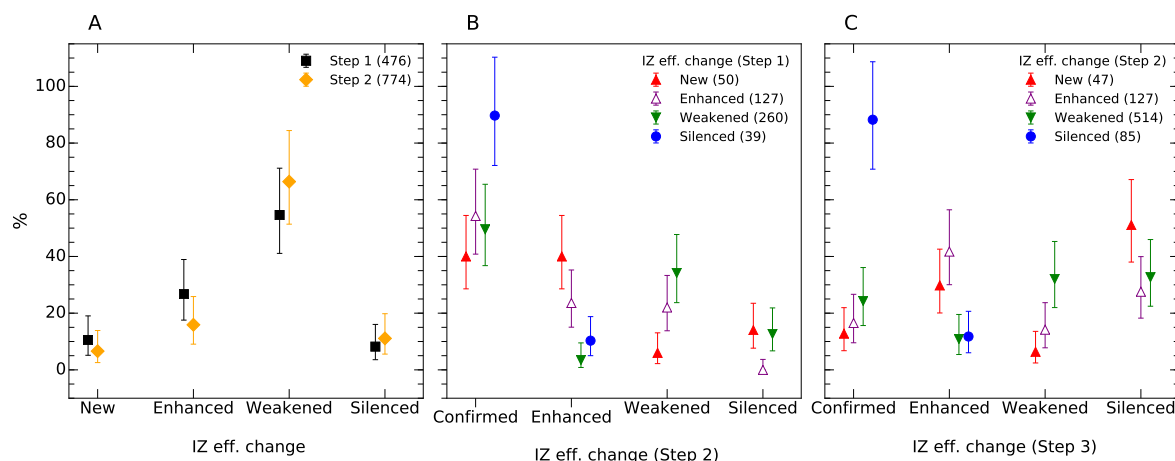 A
B
C
%
100
80
60
40
20
0
Step 1 (476)
Step 2 (774)
New
Enhanced
Weakened
Silenced
IZ eff. change
IZ eff. change (Step 1)
New (50)
Enhanced (127)
Weakened (260)
Silenced (39)
Confirmed
Enhanced
Weakened
Silenced
IZ eff. change (Step 2)
IZ eff. change (Step 2)
New (47)
Enhanced (127)
Weakened (514)
Silenced (85)
Confirmed
Enhanced
Weakened
Silenced
IZ eff. change (Step 3)